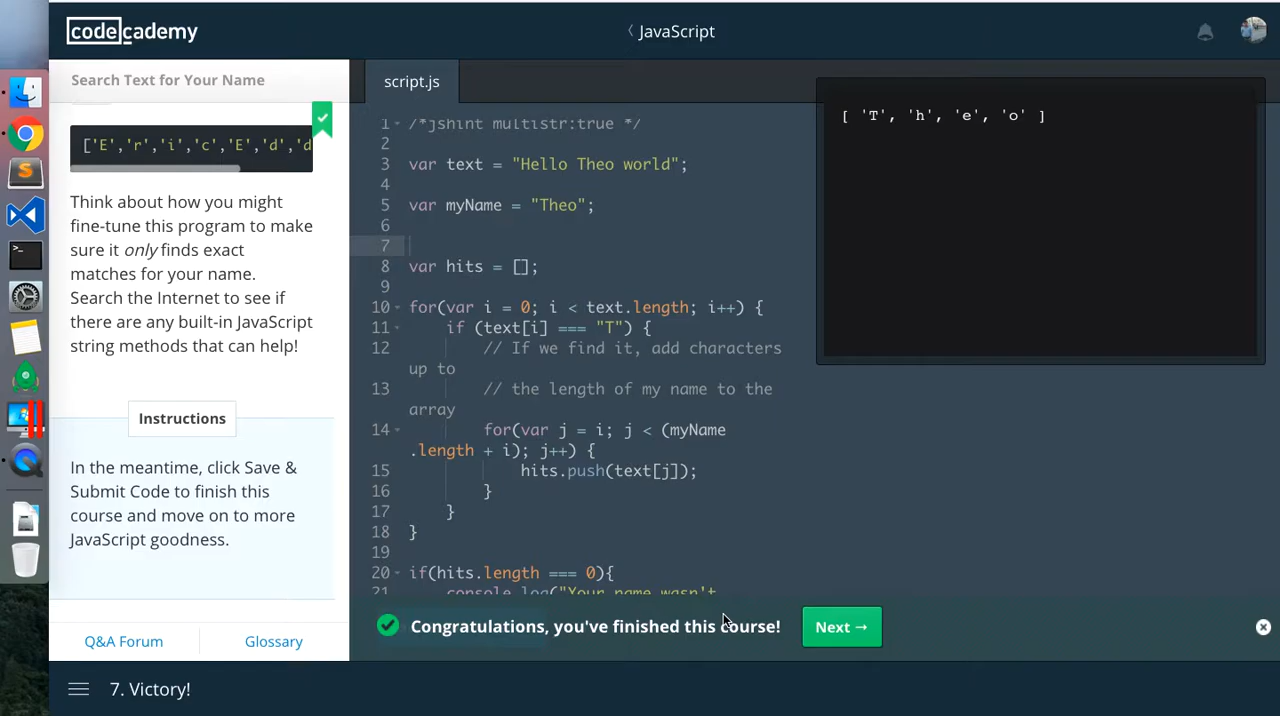 codecademy
〈 JavaScript
Search Text for Your Name
script.js
['E','r','i','c','E','d','d
Think about how you might
fine-tune this program to make
sure it only finds exact
matches for your name.
Search the Internet to see if
there are any built-in JavaScript
string methods that can help!
Instructions
In the meantime, click Save &
Submit Code to finish this
course and move on to more
JavaScript goodness.
Q&A Forum
Glossary
1 /*jshint multistr:true */
2
3 var text = "Hello Theo world";
4
5 var myName = "Theo";
6
7
8 var hits = [];
9
10 for(var i = 0; i < text.length; i++) {
11 if (text[i] === "T") {
12 // If we find it, add characters
up to
13 // the length of my name to the
array
14 for(var j = i; j < (myName
.length + i); j++) {
15 hits.push(text[j]);
16 }
17 }
18 }
19
20 if(hits.length === 0){
21 console.log("Your name wasn't
[ 'T', 'h', 'e', 'o' ]
Congratulations, you've finished this course!
Next →
7. Victory!